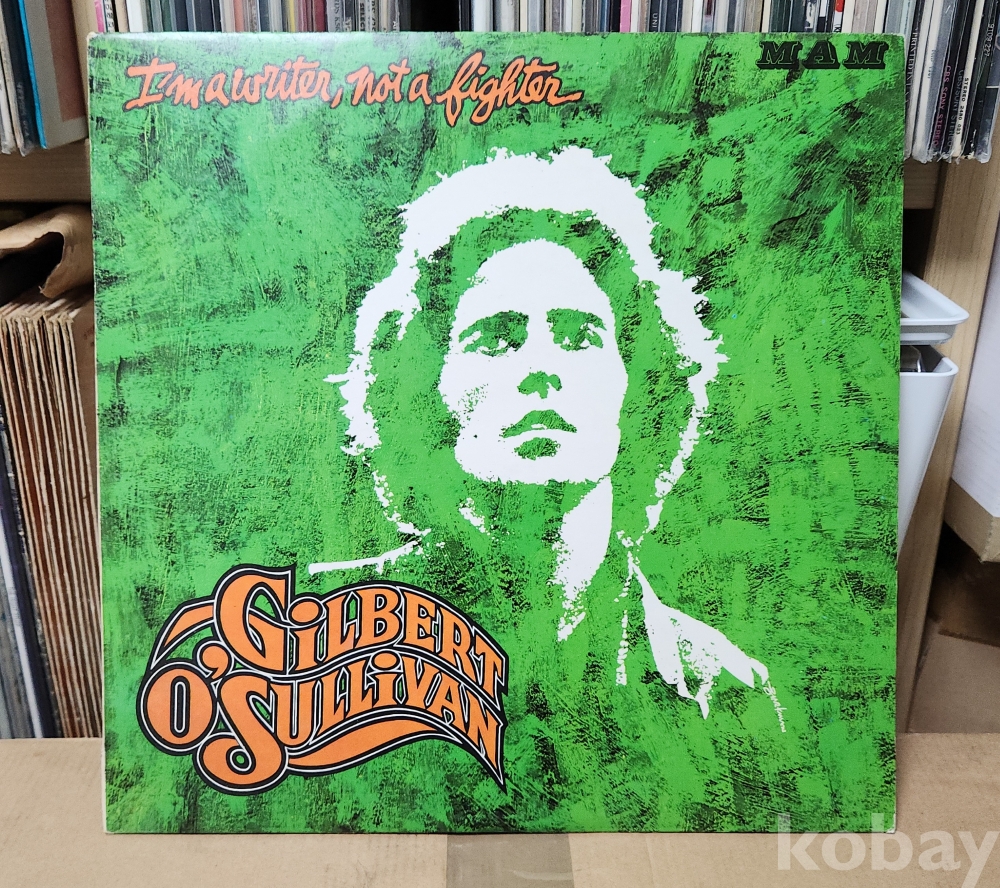 I'm a writer, not a fighter
MAM
GiLBERT
O'SULLiVAN
kobay